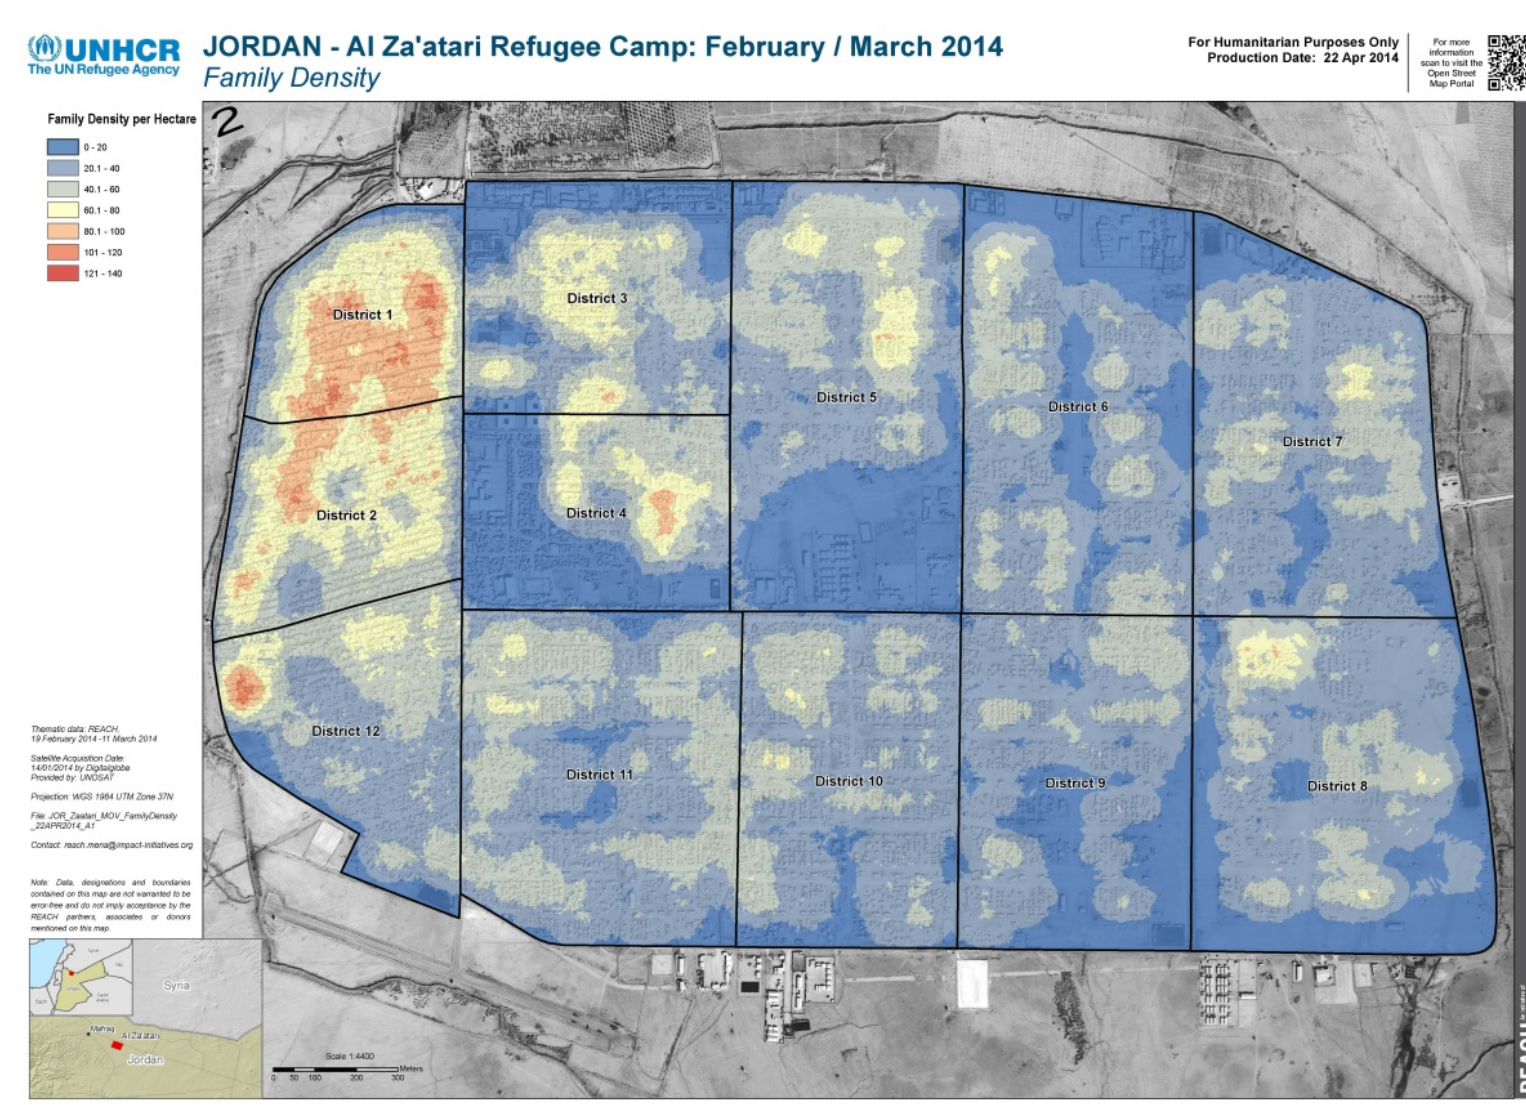 UNHCR
The UN Refugee Agency
JORDAN - Al Za'atari Refugee Camp: February / March 2014
Family Density
For Humanitarian Purposes Only
Production Date: 22 Apr 2014
For more
information
scan to visit the
Open Street
Map Portal
Family Density per Hectare
0 - 20
20.1 - 40
40.1 - 60
60.1 - 80
80.1 - 100
101 - 120
121 - 140
2
District 1
District 3
District 5
District 6
District 7
District 2
District 4
District 12
District 11
District 10
District 9
District 8
Thematic data: REACH,
19 February 2014 -11 March 2014
Satellite Acquisition Date:
14/01/2014 by Digitalglobe
Provided by: UNOSAT
Projection: WGS 1984 UTM Zone 37N
File: JOR_Zaatari_MOV_FamilyDensity
_22APR2014_A1
Contact: reach.mena@impact-initiatives.org
Note: Data, designations and boundaries
contained on this map are not warranted to be
error-free and do not imply acceptance by the
REACH partners, associates or donors
mentioned on this map.
Syria
Mafraq
Al Za'atari
Jordan
Scale 1:4400
0 50 100 200 300 Meters
REACH